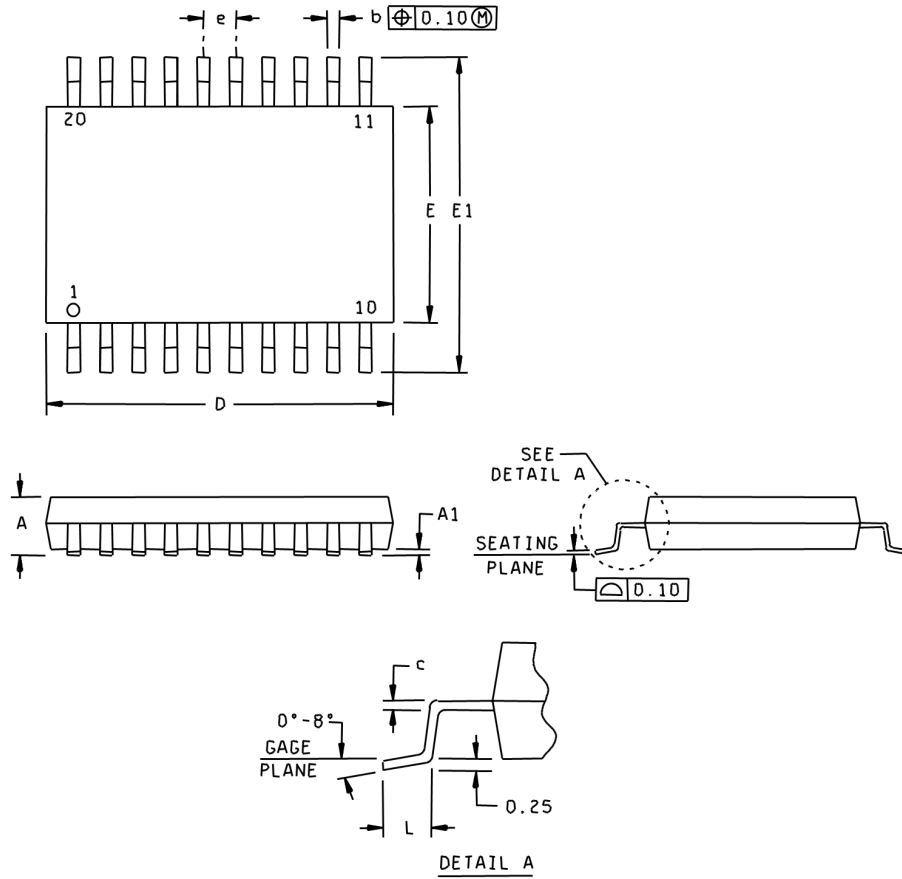 e
b ⌖ 0.10 Ⓜ
20 11
E E1
1
10
D
SEE
DETAIL A
A
A1
SEATING
PLANE
⌓ 0.10
c
0°-8°
GAGE
PLANE
0.25
L
DETAIL A